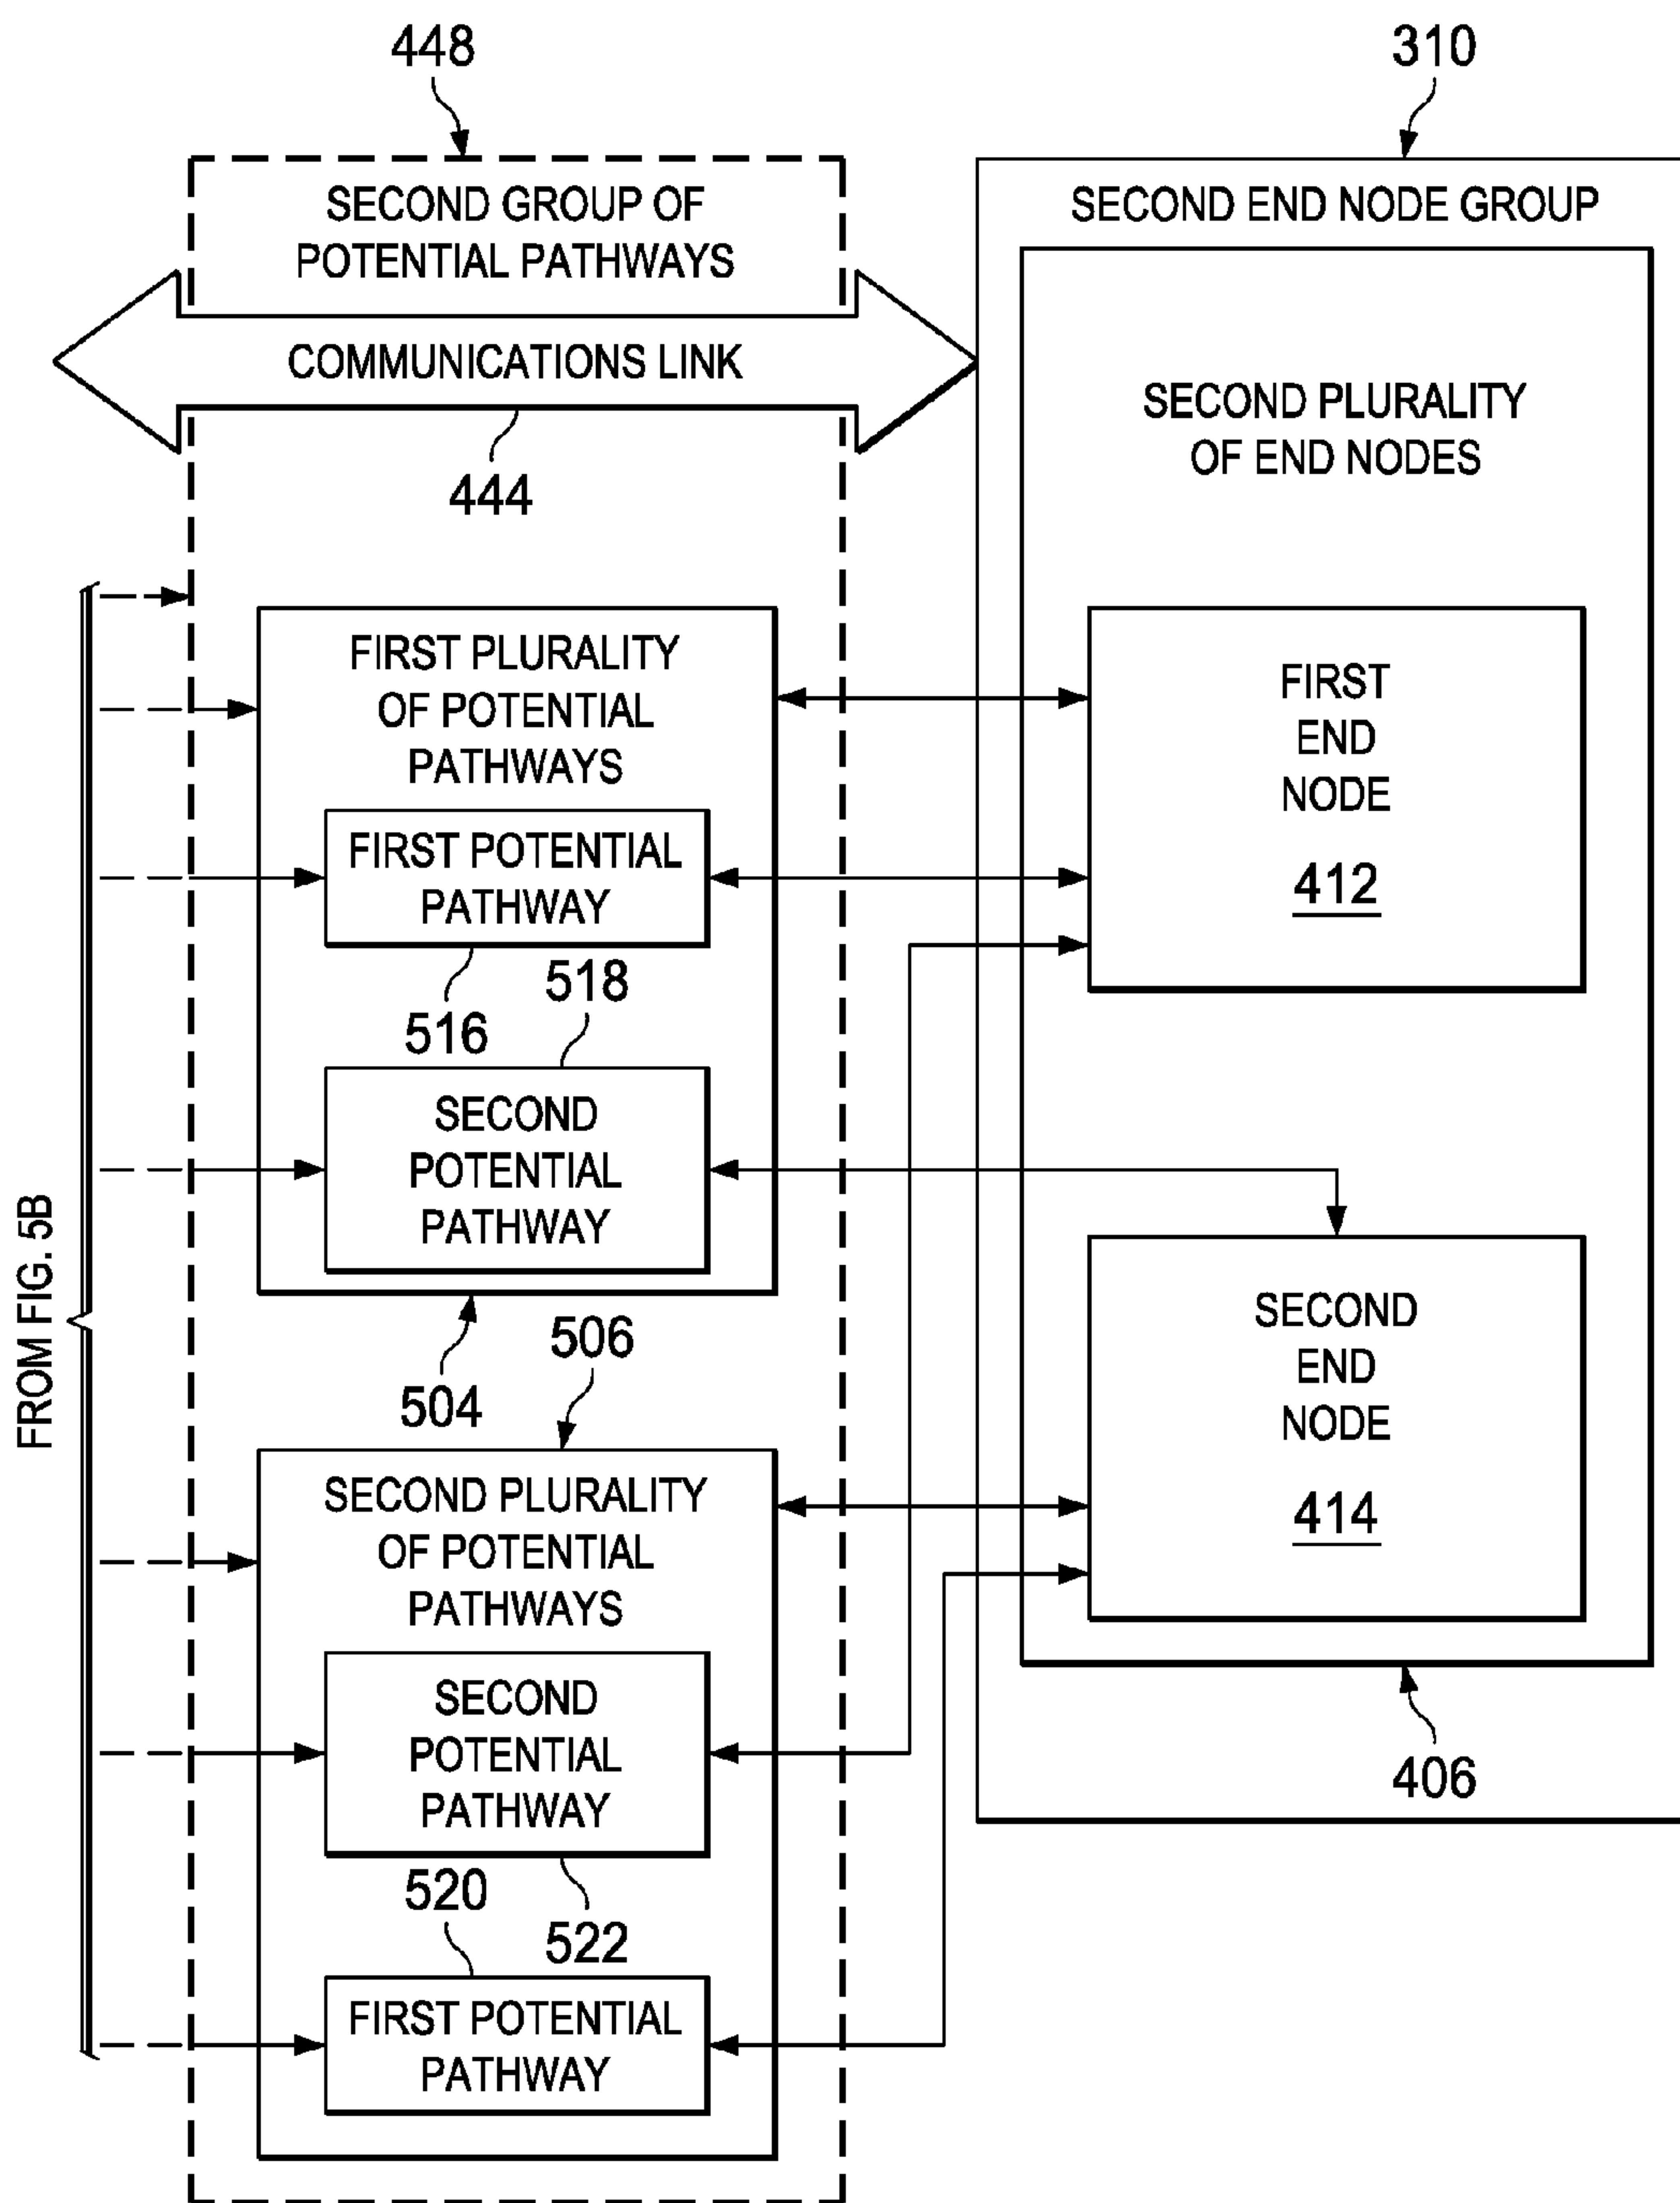 448
310
SECOND GROUP OF
POTENTIAL PATHWAYS
SECOND END NODE GROUP
COMMUNICATIONS LINK
444
SECOND PLURALITY
OF END NODES
FIRST PLURALITY
OF POTENTIAL
PATHWAYS
FIRST
END
NODE
412
FIRST POTENTIAL
PATHWAY
516
518
SECOND
POTENTIAL
PATHWAY
504
FROM FIG. 5B
SECOND
END
NODE
414
506
SECOND PLURALITY
OF POTENTIAL
PATHWAYS
SECOND
POTENTIAL
PATHWAY
406
520
522
FIRST POTENTIAL
PATHWAY